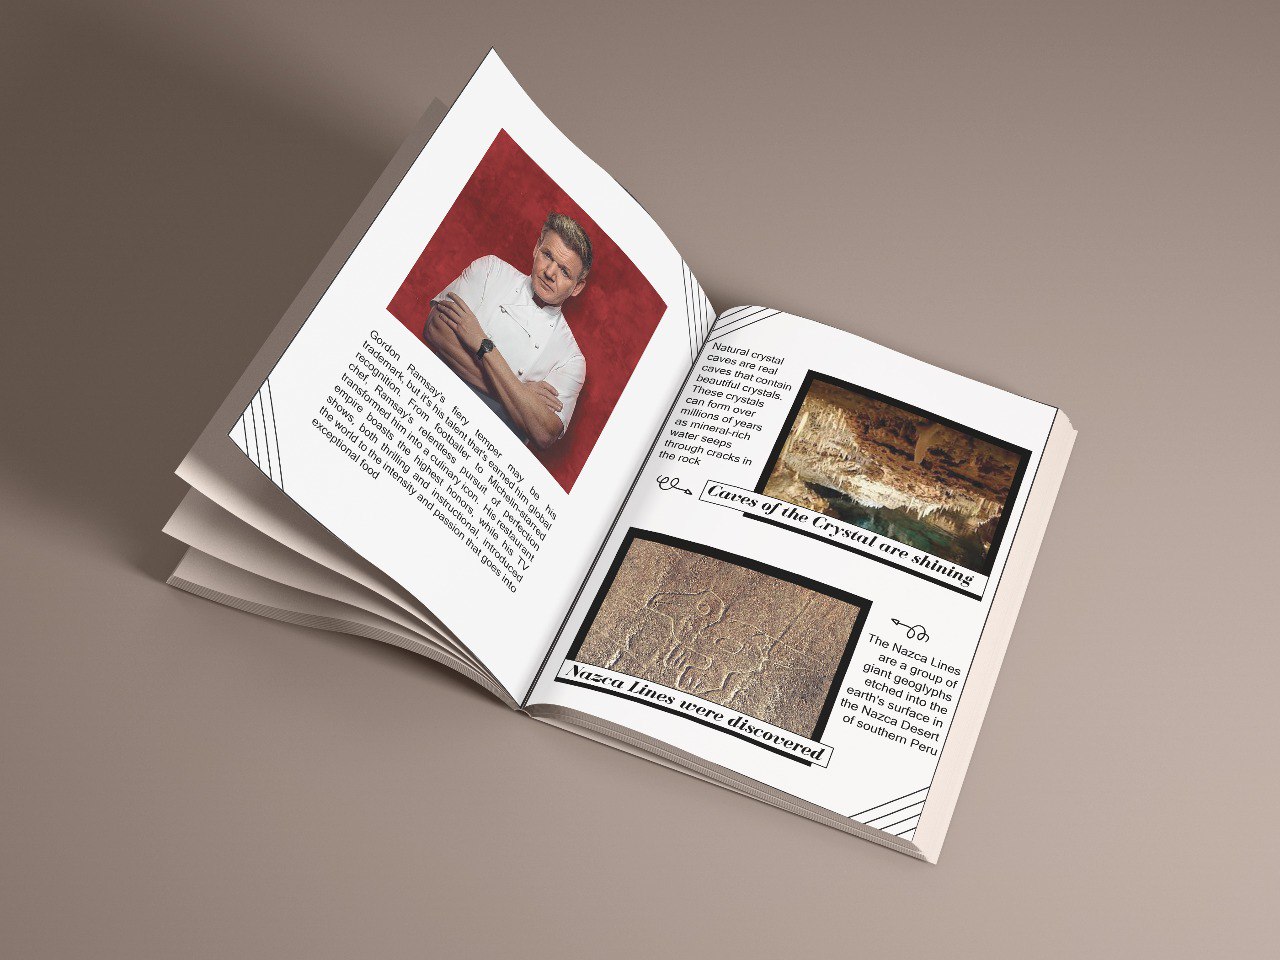 Gordon Ramsay's fiery temper may be his
trademark, but it's his talent that's earned him global
recognition. From footballer to Michelin-starred
chef, Ramsay's relentless pursuit of perfection
transformed him into a culinary icon. His restaurant
empire boasts the highest honors, while his TV
shows, both thrilling and instructional, introduced
the world to the intensity and passion that goes into
exceptional food
Natural crystal
caves are real
caves that contain
beautiful crystals.
These crystals
can form over
millions of years
as mineral-rich
water seeps
through cracks in
the rock
Caves of the Crystal are shining
Nazca Lines were discovered
The Nazca Lines
are a group of
giant geoglyphs
etched into the
earth's surface in
the Nazca Desert
of southern Peru